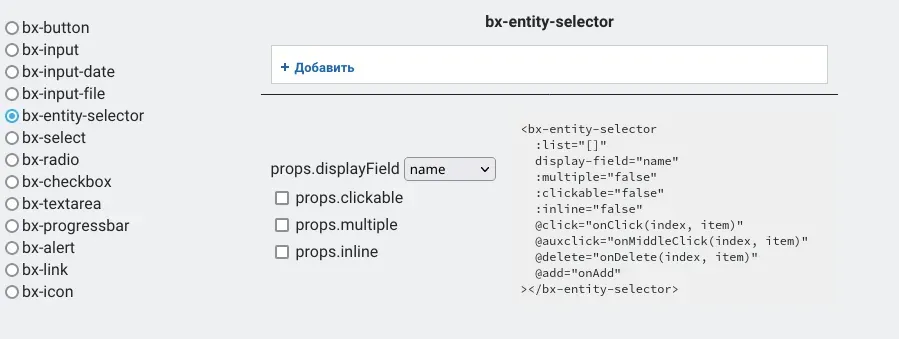 bx-button
bx-input
bx-input-date
bx-input-file
bx-entity-selector
bx-select
bx-radio
bx-checkbox
bx-textarea
bx-progressbar
bx-alert
bx-link
bx-icon
bx-entity-selector
+ Добавить
props.displayField name
props.clickable
props.multiple
props.inline
<bx-entity-selector
  :list="[]"
  display-field="name"
  :multiple="false"
  :clickable="false"
  :inline="false"
  @click="onClick(index, item)"
  @auxclick="onMiddleClick(index, item)"
  @delete="onDelete(index, item)"
  @add="onAdd"
></bx-entity-selector>